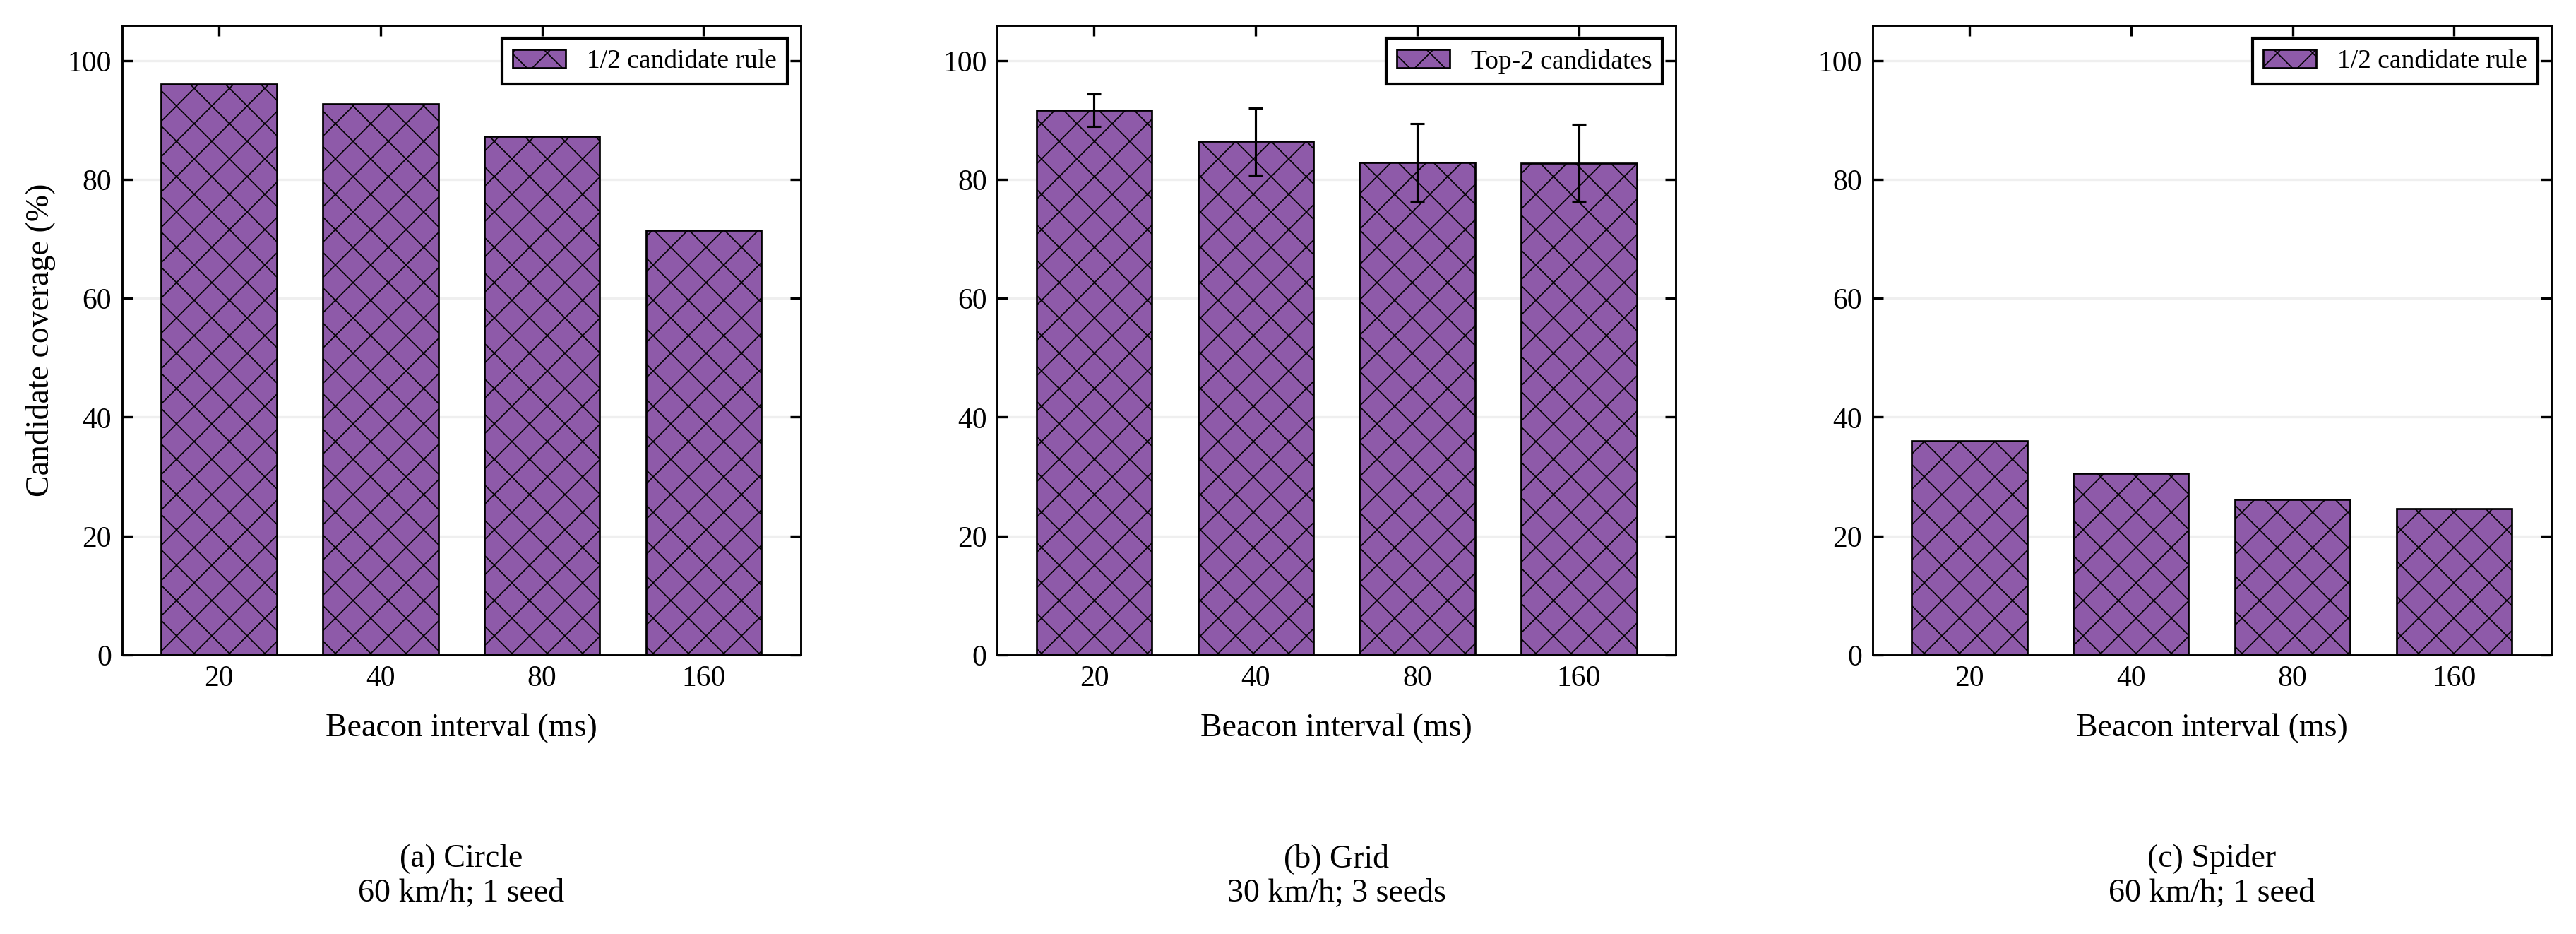 Candidate coverage (%)
100
80
60
40
20
0
1/2 candidate rule
20 40 80 160
Beacon interval (ms)
(a) Circle
60 km/h; 1 seed
100
80
60
40
20
0
Top-2 candidates
20 40 80 160
Beacon interval (ms)
(b) Grid
30 km/h; 3 seeds
100
80
60
40
20
0
1/2 candidate rule
20 40 80 160
Beacon interval (ms)
(c) Spider
60 km/h; 1 seed